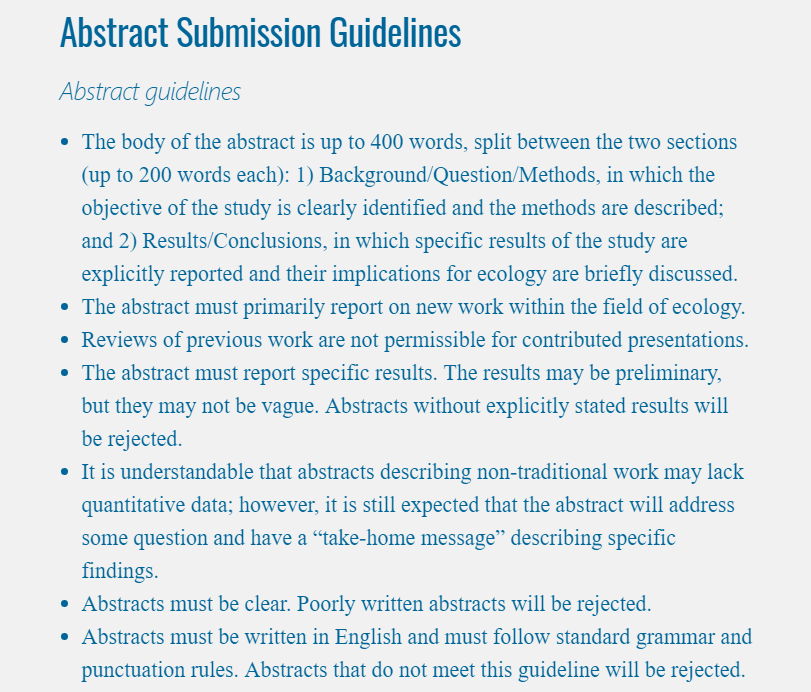 Abstract Submission Guidelines
Abstract guidelines
• The body of the abstract is up to 400 words, split between the two sections
(up to 200 words each): 1) Background/Question/Methods, in which the
objective of the study is clearly identified and the methods are described;
and 2) Results/Conclusions, in which specific results of the study are
explicitly reported and their implications for ecology are briefly discussed.
• The abstract must primarily report on new work within the field of ecology.
• Reviews of previous work are not permissible for contributed presentations.
• The abstract must report specific results. The results may be preliminary,
but they may not be vague. Abstracts without explicitly stated results will
be rejected.
• It is understandable that abstracts describing non-traditional work may lack
quantitative data; however, it is still expected that the abstract will address
some question and have a “take-home message” describing specific
findings.
• Abstracts must be clear. Poorly written abstracts will be rejected.
• Abstracts must be written in English and must follow standard grammar and
punctuation rules. Abstracts that do not meet this guideline will be rejected.